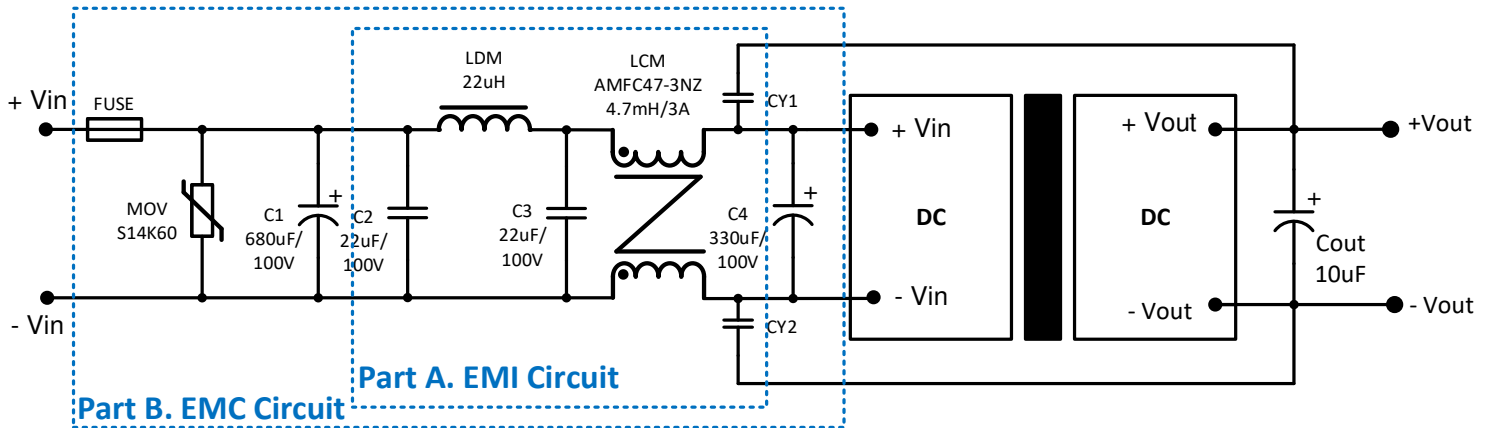 LDM
22uH
LCM
AMFC47-3NZ
4.7mH/3A
CY1
+ Vin
FUSE
+ Vin
+ Vout
+Vout
MOV
S14K60
+
C1
680uF/
100V
C2
22uF/
100V
C3
22uF/
100V
C4
330uF/
100V
+
DC
DC
+
Cout
10uF
- Vin
- Vin
- Vout
- Vout
CY2
Part A. EMI Circuit
Part B. EMC Circuit